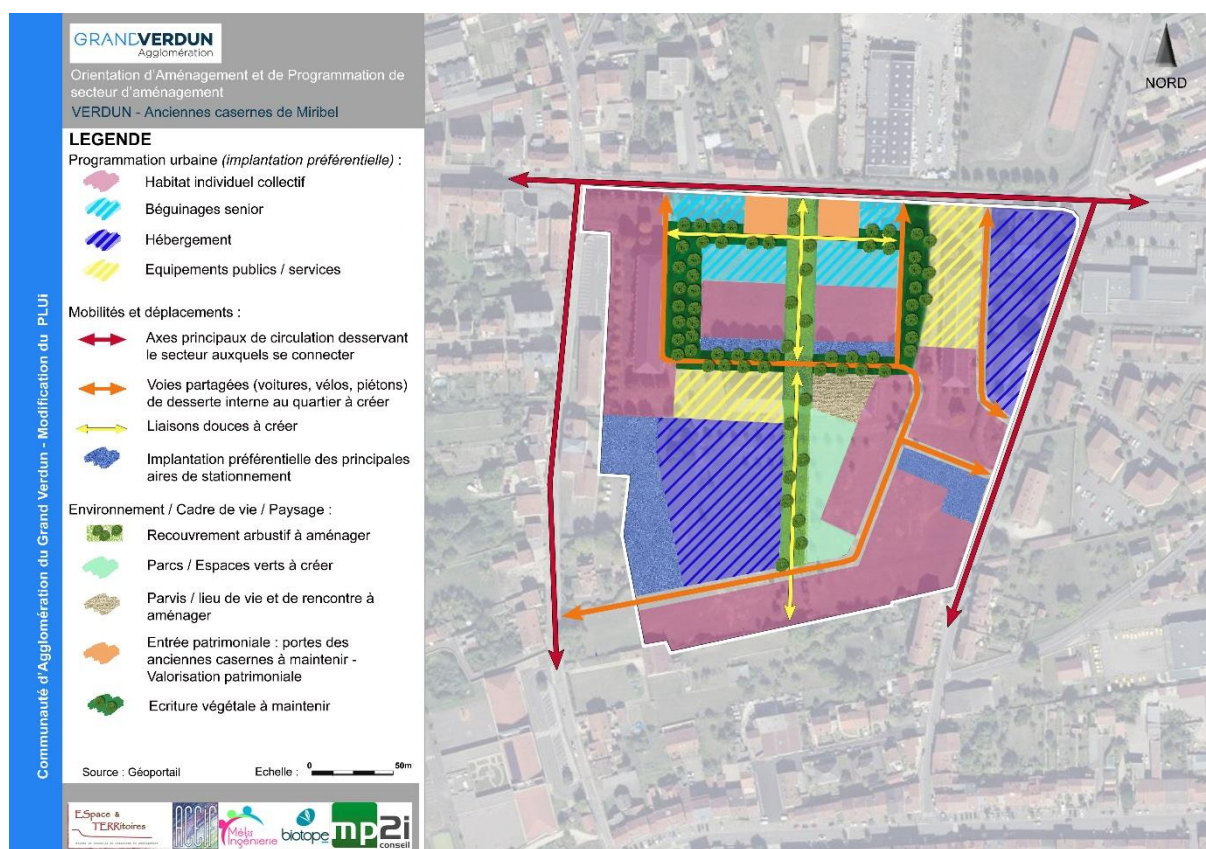 GRANDVERDUN
Agglomération
Orientation d'Aménagement et de Programmation de
secteur d'aménagement
VERDUN - Anciennes casernes de Miribel
LEGENDE
Programmation urbaine (implantation préférentielle) :
Habitat individuel collectif
Béguinages senior
Hébergement
Equipements publics / services
Mobilités et déplacements :
Axes principaux de circulation desservant
le secteur auxquels se connecter
Voies partagées (voitures, vélos, piétons)
de desserte interne au quartier à créer
Liaisons douces à créer
Implantation préférentielle des principales
aires de stationnement
Environnement / Cadre de vie / Paysage :
Recouvrement arbustif à aménager
Parcs / Espaces verts à créer
Parvis / lieu de vie et de rencontre à
aménager
Entrée patrimoniale : portes des
anciennes casernes à maintenir -
Valorisation patrimoniale
Ecriture végétale à maintenir
Source : Géoportail
Echelle : 0 50m
ESpace &
TERRitoires
ACEIF
Métis
Ingénierie
biotope
mp2i
conseil
Communauté d'Agglomération du Grand Verdun - Modification du PLUi
NORD